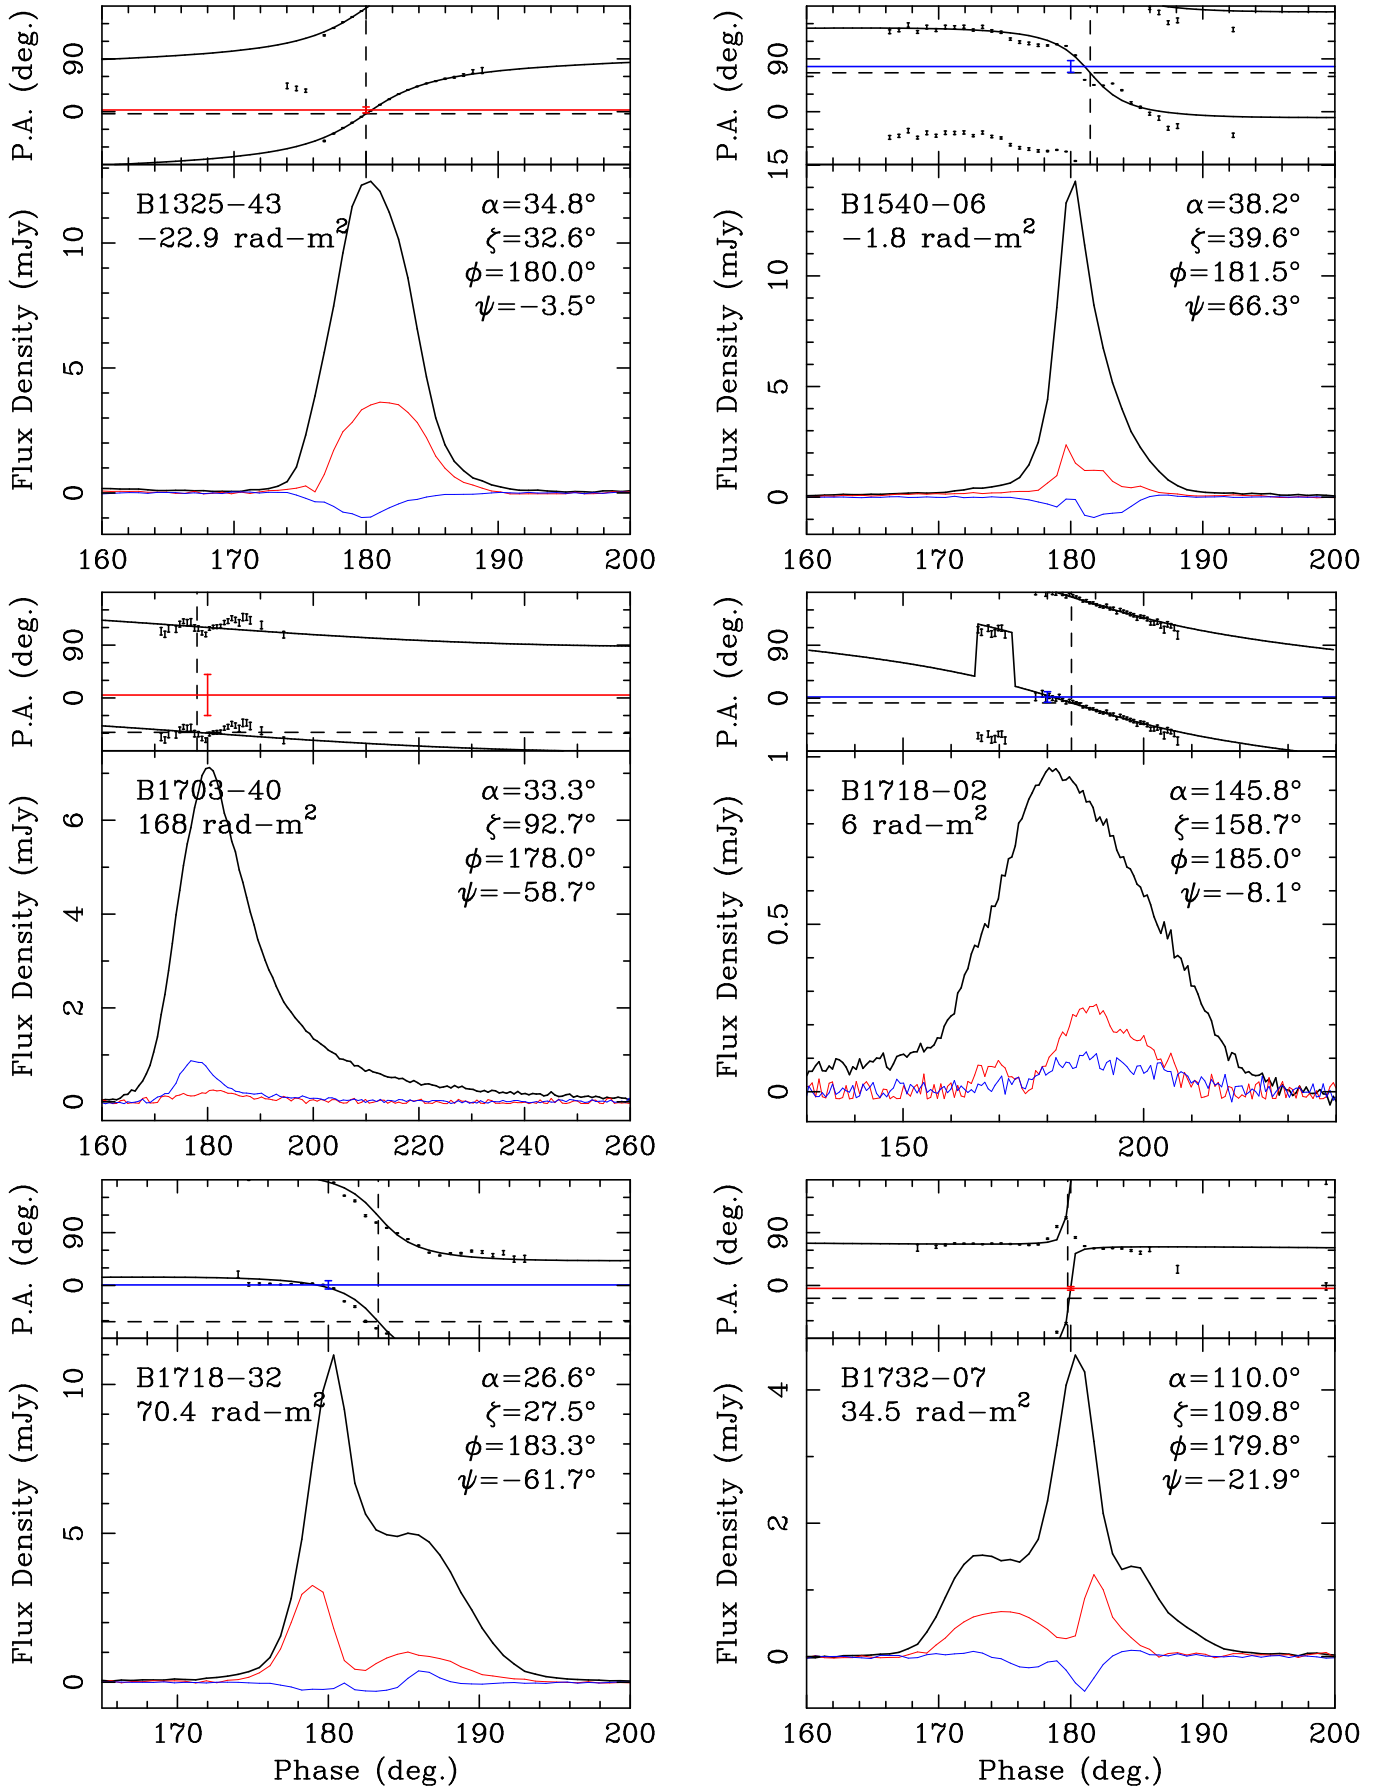 P.A. (deg.)
0 90
B1325−43
−22.9 rad−m²
α=34.8°
ζ=32.6°
ϕ=180.0°
ψ=−3.5°
Flux Density (mJy)
0 5 10
160 170 180 190 200
P.A. (deg.)
0 90
B1540−06
−1.8 rad−m²
α=38.2°
ζ=39.6°
ϕ=181.5°
ψ=66.3°
Flux Density (mJy)
0 5 10 15
160 170 180 190 200
P.A. (deg.)
0 90
B1703−40
168 rad−m²
α=33.3°
ζ=92.7°
ϕ=178.0°
ψ=−58.7°
Flux Density (mJy)
0 2 4 6
160 180 200 220 240 260
P.A. (deg.)
0 90
B1718−02
6 rad−m²
α=145.8°
ζ=158.7°
ϕ=185.0°
ψ=−8.1°
Flux Density (mJy)
0 0.5 1
150 200
P.A. (deg.)
0 90
B1718−32
70.4 rad−m²
α=26.6°
ζ=27.5°
ϕ=183.3°
ψ=−61.7°
Flux Density (mJy)
0 5 10
170 180 190 200
Phase (deg.)
P.A. (deg.)
0 90
B1732−07
34.5 rad−m²
α=110.0°
ζ=109.8°
ϕ=179.8°
ψ=−21.9°
Flux Density (mJy)
0 2 4
160 170 180 190 200
Phase (deg.)